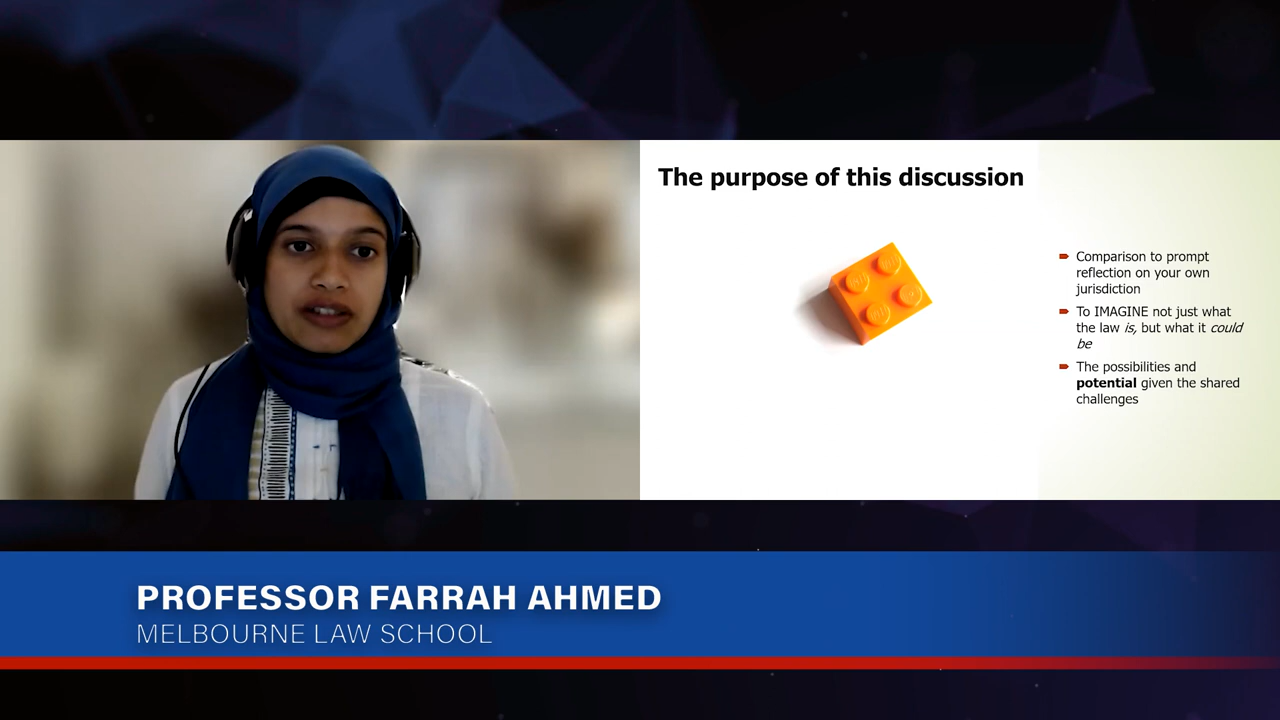 The purpose of this discussion
Comparison to prompt
reflection on your own
jurisdiction
To IMAGINE not just what
the law is, but what it could
be
The possibilities and
potential given the shared
challenges
PROFESSOR FARRAH AHMED
MELBOURNE LAW SCHOOL